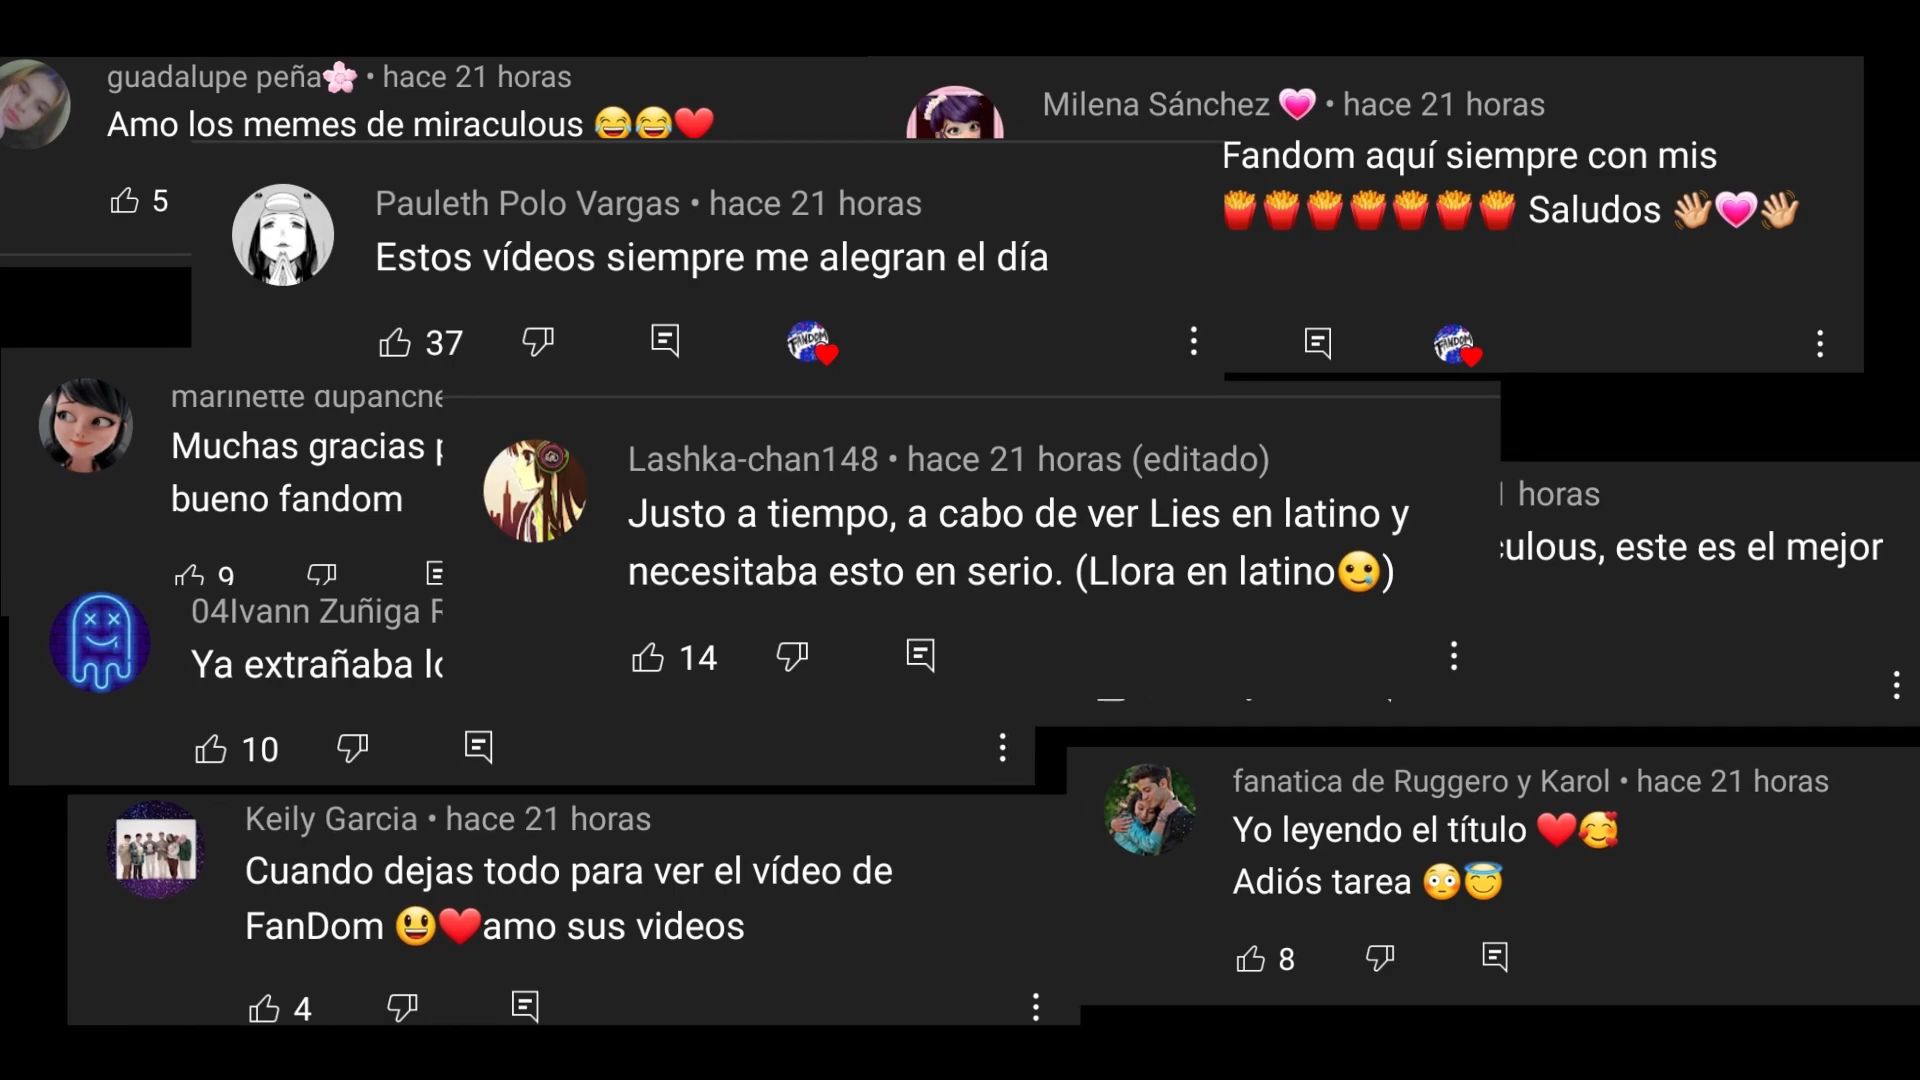 guadalupe peña🌸 • hace 21 horas
Amo los memes de miraculous 😂😂❤️
5
Milena Sánchez 💗 • hace 21 horas
Fandom aquí siempre con mis
🍟🍟🍟🍟🍟🍟🍟 Saludos 👋💗👋
Pauleth Polo Vargas • hace 21 horas
Estos vídeos siempre me alegran el día
37
FANDOM
FANDOM
marinette
Muchas gracias
bueno fandom
9
Lashka-chan148 • hace 21 horas (editado)
Justo a tiempo, a cabo de ver Lies en latino y
necesitaba esto en serio. (Llora en latino🥲)
14
horas
este es el mejor
04Ivann Zuñiga
Ya extrañaba
10
Keily Garcia • hace 21 horas
Cuando dejas todo para ver el vídeo de
FanDom 😃❤️amo sus videos
4
fanatica de Ruggero y Karol • hace 21 horas
Yo leyendo el título ❤️🥰
Adiós tarea 😳😇
8